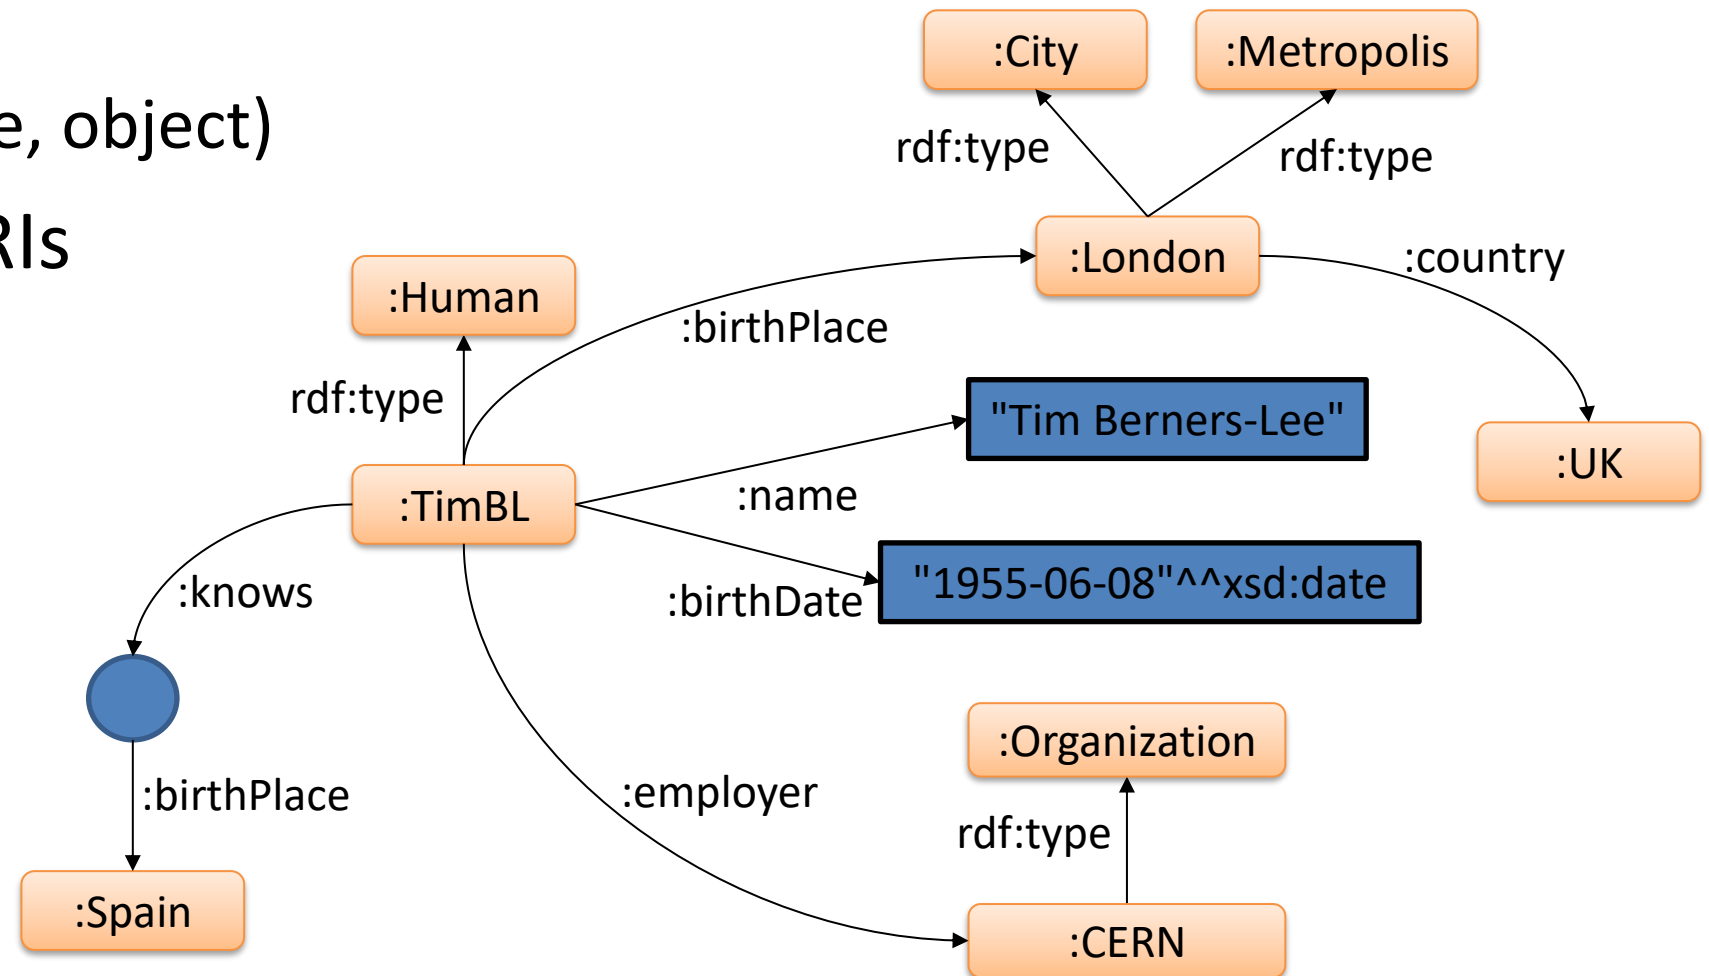 :City
:Metropolis
e, object)
rdf:type
rdf:type
RIs
:London
:country
:Human
:birthPlace
rdf:type
"Tim Berners-Lee"
:UK
:TimBL
:name
:knows
:birthDate
"1955-06-08"^^xsd:date
:Organization
:birthPlace
:employer
rdf:type
:Spain
:CERN